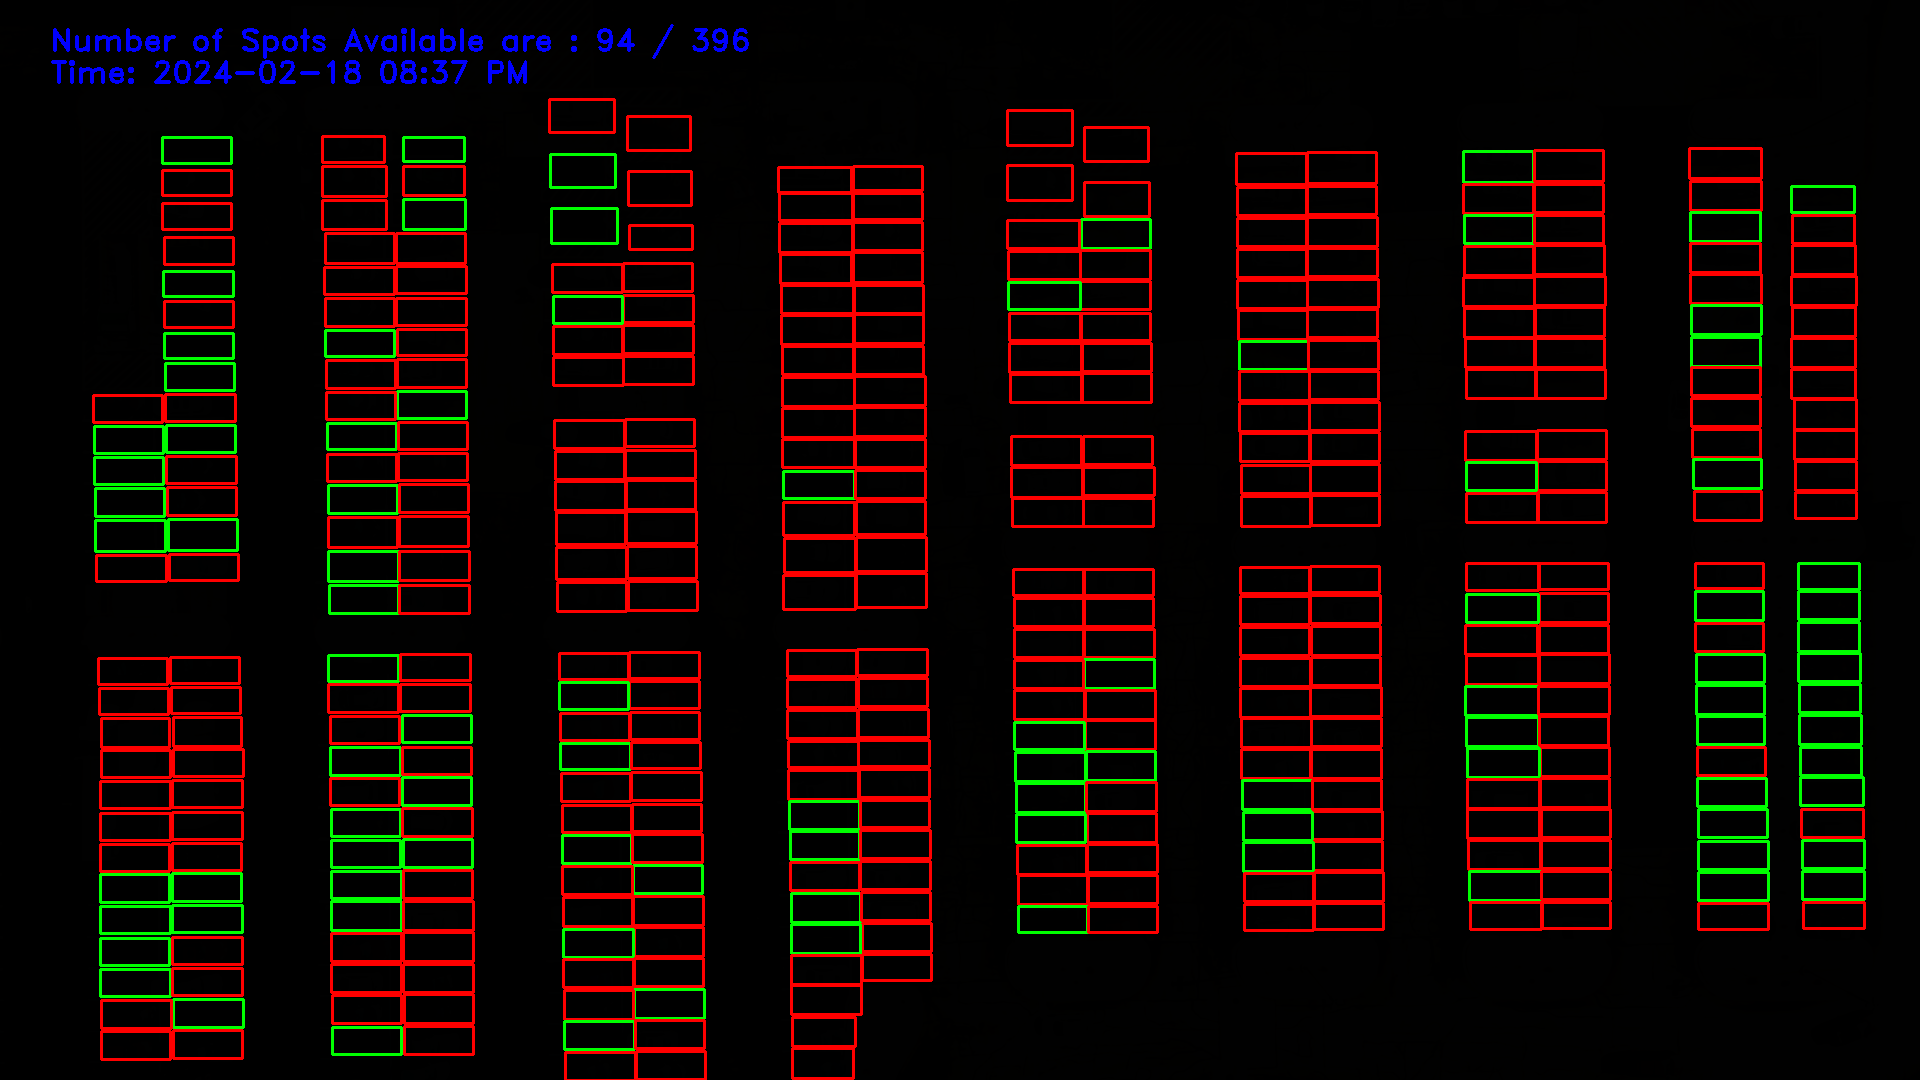 Number of Spots Available are : 94 / 396
Time: 2024-02-18 08:37 PM